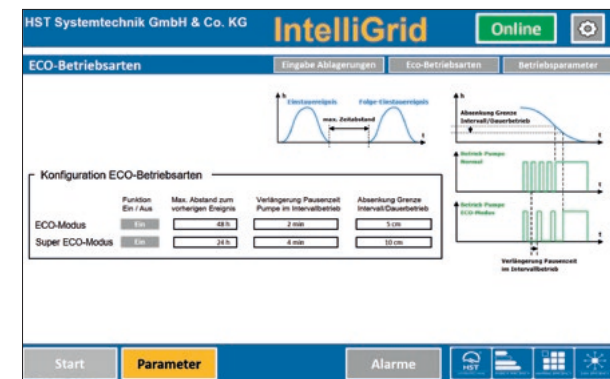 HST Systemtechnik GmbH & Co. KG
IntelliGrid
Online
ECO-Betriebsarten
Eingabe Ablagerungen
Eco-Betriebsarten
Betriebsparameter
h
Einstauereignis
Folge-Einstauereignis
max. Zeitabstand
t
h
Absenkung Grenze
Intervall/Dauerbetrieb
t
Betrieb Pumpe
Normal
t
Betrieb Pumpe
ECO-Modus
t
Verlängerung Pausenzeit
im Intervallbetrieb
Konfiguration ECO-Betriebsarten
Funktion
Ein / Aus
Max. Abstand zum
vorherigen Ereignis
Verlängerung Pausenzeit
Pumpe im Intervallbetrieb
Absenkung Grenze
Intervall/Dauerbetrieb
ECO-Modus Ein 48 h 2 min 5 cm
Super ECO-Modus Ein 24 h 4 min 10 cm
Start
Parameter
Alarme
HST